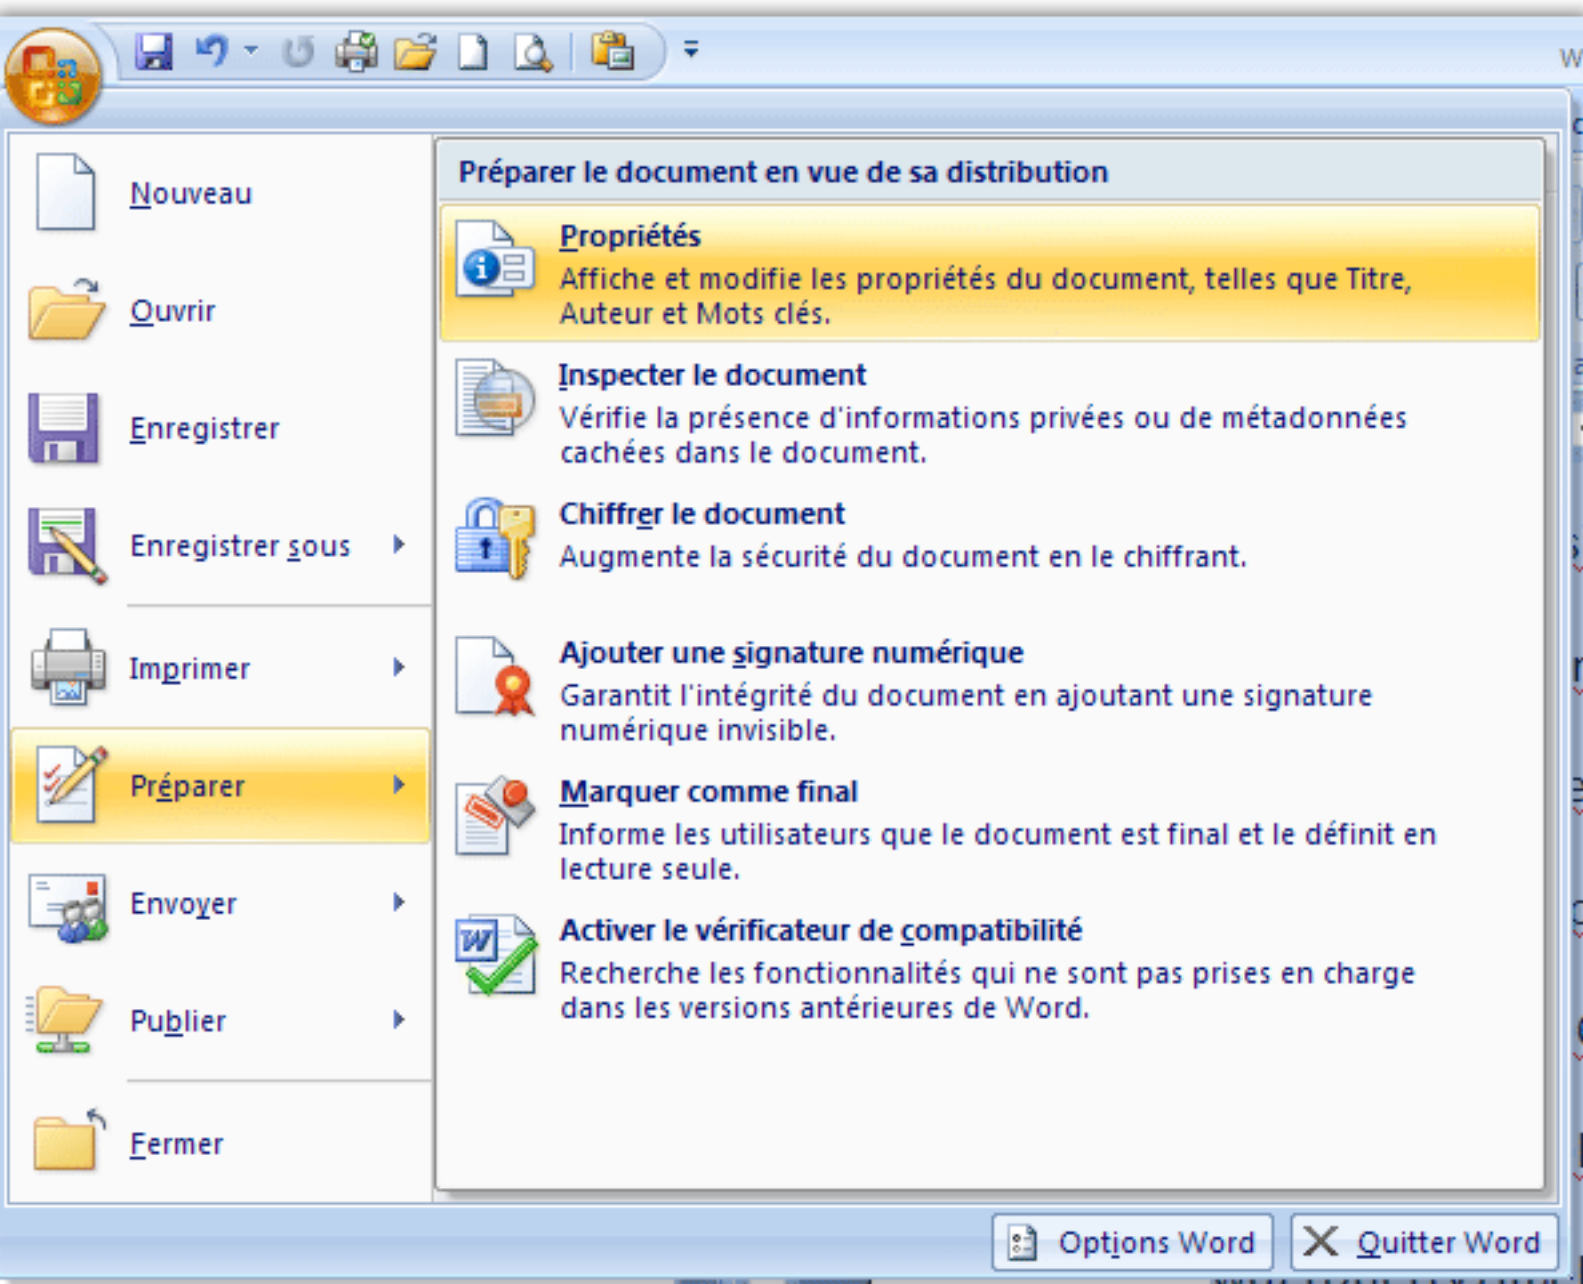 Nouveau
Ouvrir
Enregistrer
Enregistrer sous
Imprimer
Préparer
Envoyer
Publier
Fermer
Préparer le document en vue de sa distribution
Propriétés
Affiche et modifie les propriétés du document, telles que Titre,
Auteur et Mots clés.
Inspecter le document
Vérifie la présence d'informations privées ou de métadonnées
cachées dans le document.
Chiffrer le document
Augmente la sécurité du document en le chiffrant.
Ajouter une signature numérique
Garantit l'intégrité du document en ajoutant une signature
numérique invisible.
Marquer comme final
Informe les utilisateurs que le document est final et le définit en
lecture seule.
Activer le vérificateur de compatibilité
Recherche les fonctionnalités qui ne sont pas prises en charge
dans les versions antérieures de Word.
Options Word
Quitter Word